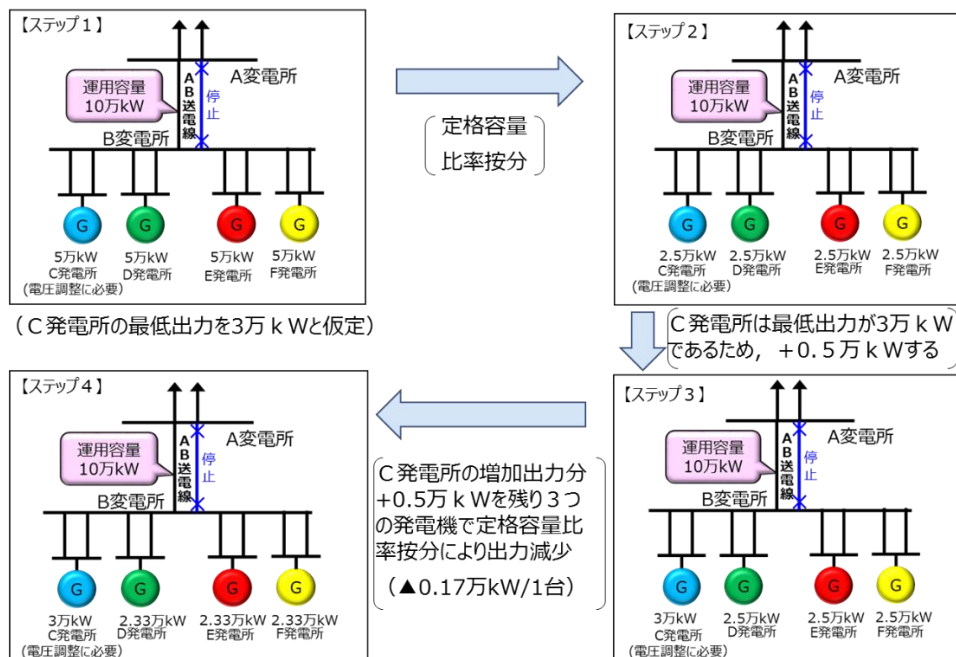 【ステップ1】
運用容量
10万kW
AB送電線
停止
A変電所
B変電所
G
G
G
G
5万kW
C発電所
(電圧調整に必要)
5万kW
D発電所
5万kW
E発電所
5万kW
F発電所
(C発電所の最低出力を3万kWと仮定)
定格容量
比率按分
【ステップ2】
運用容量
10万kW
AB送電線
停止
A変電所
B変電所
G
G
G
G
2.5万kW
C発電所
(電圧調整に必要)
2.5万kW
D発電所
2.5万kW
E発電所
2.5万kW
F発電所
C発電所は最低出力が3万kW
であるため,+0.5万kWする
【ステップ3】
運用容量
10万kW
AB送電線
停止
A変電所
B変電所
G
G
G
G
3万kW
C発電所
(電圧調整に必要)
2.5万kW
D発電所
2.5万kW
E発電所
2.5万kW
F発電所
C発電所の増加出力分
+0.5万kWを残り3つ
の発電機で定格容量比
率按分により出力減少
(▲0.17万kW/1台)
【ステップ4】
運用容量
10万kW
AB送電線
停止
A変電所
B変電所
G
G
G
G
3万kW
C発電所
(電圧調整に必要)
2.33万kW
D発電所
2.33万kW
E発電所
2.33万kW
F発電所